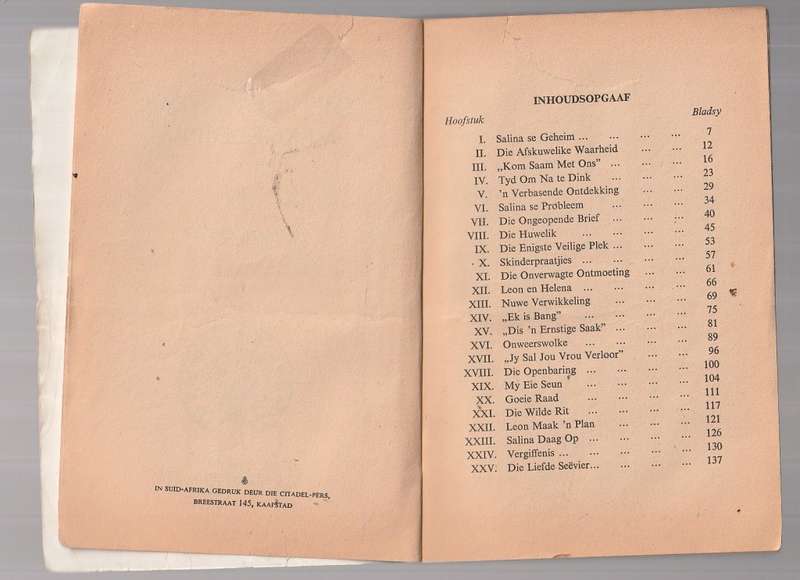 IN SUID-AFRIKA GEDRUK DEUR DIE CITADEL-PERS,
BREESTRAAT 145, KAAPSTAD
INHOUDSOPGAAF
Hoofstuk Bladsy
I. Salina se Geheim ... ... ... ... 7
II. Die Afskuwelike Waarheid ... ... 12
III. „Kom Saam Met Ons” ... ... ... 16
IV. Tyd Om Na te Dink ... ... ... 23
V. 'n Verbasende Ontdekking ... ... 29
VI. Salina se Probleem ... ... ... 34
VII. Die Ongeopende Brief ... ... ... 40
VIII. Die Huwelik ... ... ... ... 45
IX. Die Enigste Veilige Plek ... ... ... 53
X. Skinderpraatjies ... ... ... ... 57
XI. Die Onverwagte Ontmoeting ... ... 61
XII. Leon en Helena ... ... ... ... 66
XIII. Nuwe Verwikkeling ... ... ... 69
XIV. „Ek is Bang” ... ... ... ... 75
XV. „Dis 'n Ernstige Saak” ... ... ... 81
XVI. Onweerswolke ... ... ... ... 89
XVII. „Jy Sal Jou Vrou Verloor” ... ... 96
XVIII. Die Openbaring ... ... ... ... 100
XIX. My Eie Seun ... ... ... ... 104
XX. Goeie Raad ... ... ... ... 111
XXI. Die Wilde Rit ... ... ... ... 117
XXII. Leon Maak 'n Plan ... ... ... 121
XXIII. Salina Daag Op ... ... ... ... 126
XXIV. Vergiffenis ... ... ... ... ... 130
XXV. Die Liefde Seëvier... ... ... ... 137